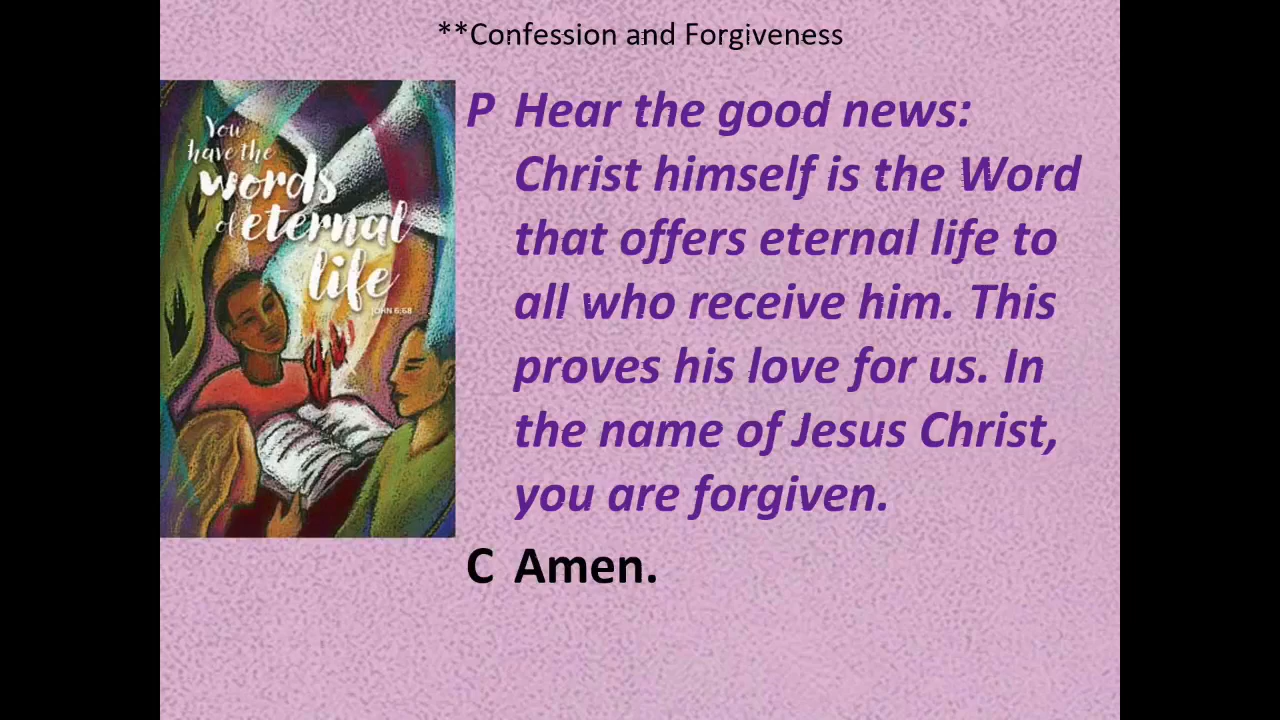 **Confession and Forgiveness
You
have the
words
of eternal
life
JOHN 6:68
P Hear the good news:
Christ himself is the Word
that offers eternal life to
all who receive him. This
proves his love for us. In
the name of Jesus Christ,
you are forgiven.
C Amen.